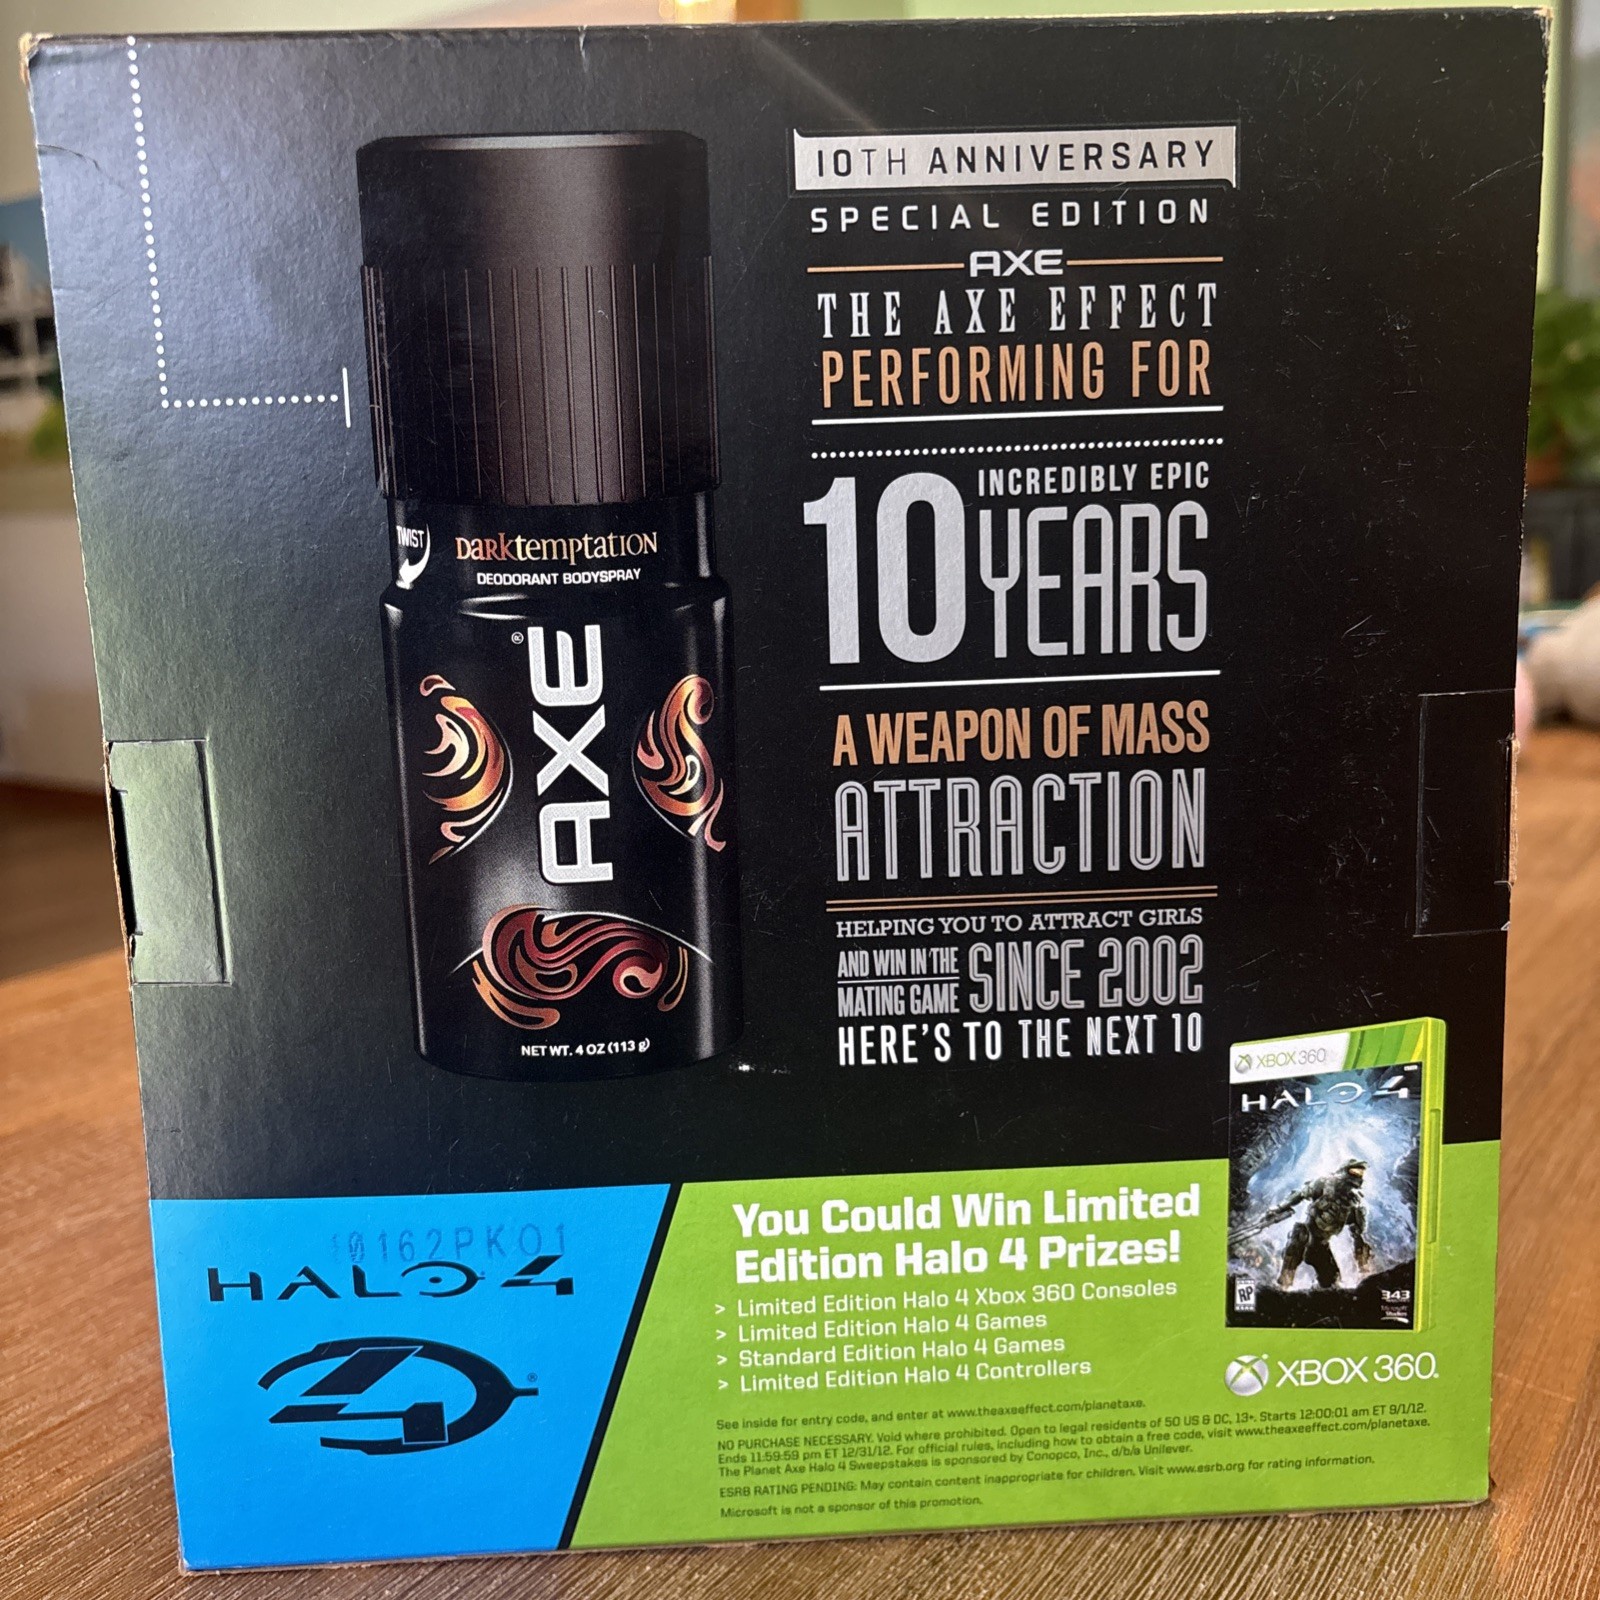 10TH ANNIVERSARY
SPECIAL EDITION
AXE
THE AXE EFFECT
PERFORMING FOR
10 INCREDIBLY EPIC
YEARS
A WEAPON OF MASS
ATTRACTION
HELPING YOU TO ATTRACT GIRLS
AND WIN IN THE
MATING GAME
SINCE 2002
HERE'S TO THE NEXT 10
TWIST
Darktemptation
DEODORANT BODYSPRAY
AXE®
NET WT. 4 OZ (113 g)
0162PK01
HALO 4
4®
You Could Win Limited
Edition Halo 4 Prizes!
> Limited Edition Halo 4 Xbox 360 Consoles
> Limited Edition Halo 4 Games
> Standard Edition Halo 4 Games
> Limited Edition Halo 4 Controllers
XBOX 360
HALO 4
RP
343
Microsoft
Studios
XBOX 360.
See inside for entry code, and enter at www.theaxeeffect.com/planetaxe.
NO PURCHASE NECESSARY. Void where prohibited. Open to legal residents of 50 US & DC, 13+. Starts 12:00:01 am ET 9/1/12.
Ends 11:59:59 pm ET 12/31/12. For official rules, including how to obtain a free code, visit www.theaxeeffect.com/planetaxe.
The Planet Axe Halo 4 Sweepstakes is sponsored by Conopco, Inc., d/b/a Unilever.
ESRB RATING PENDING: May contain content inappropriate for children. Visit www.esrb.org for rating information.
Microsoft is not a sponsor of this promotion.